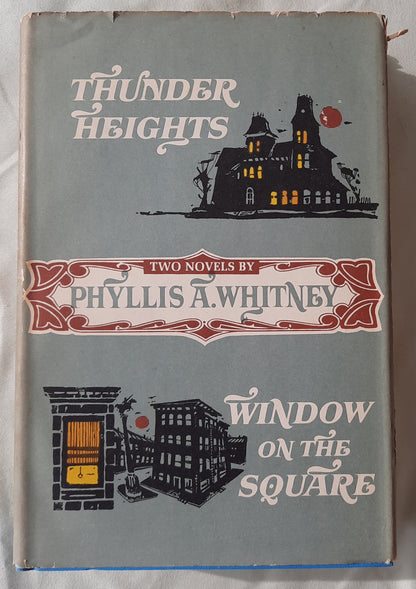 THUNDER
HEIGHTS
TWO NOVELS BY
PHYLLIS A. WHITNEY
WINDOW
ON THE
SQUARE